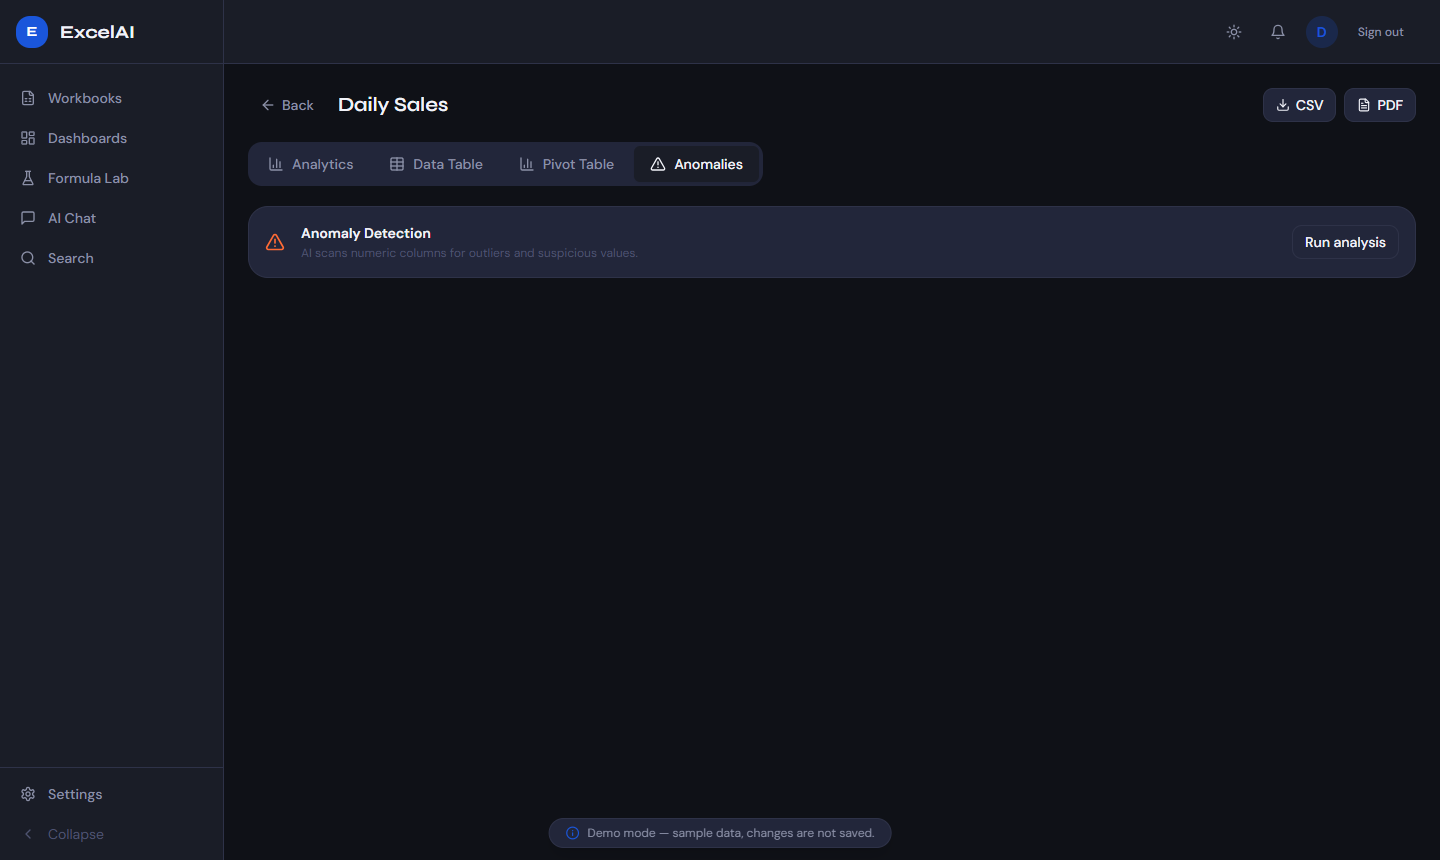 E ExcelAI
D Sign out
Workbooks
Dashboards
Formula Lab
AI Chat
Search
Back Daily Sales CSV PDF
Analytics Data Table Pivot Table Anomalies
Anomaly Detection
AI scans numeric columns for outliers and suspicious values.
Run analysis
Settings
Collapse
Demo mode — sample data, changes are not saved.